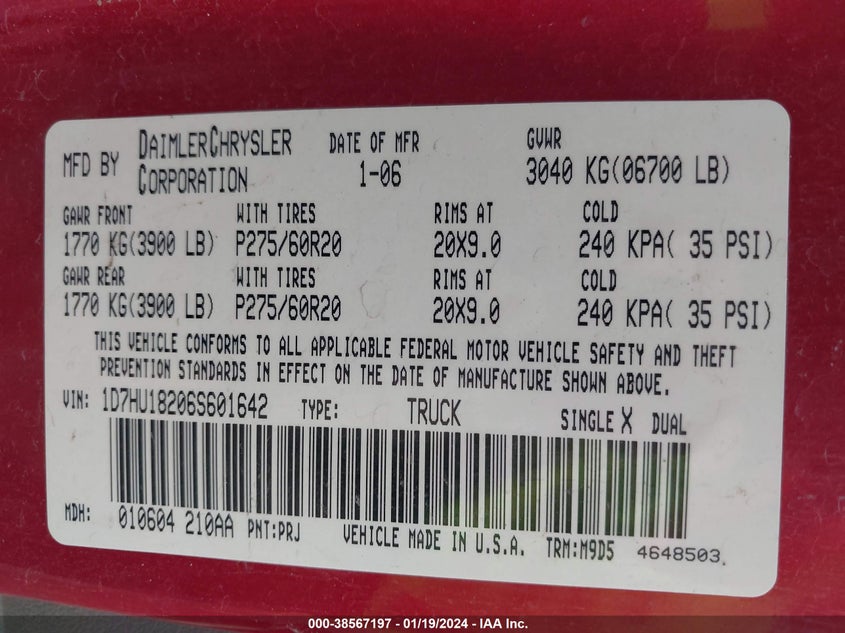 MFD BY DAIMLERCHRYSLER CORPORATION DATE OF MFR 1-06 GVWR 3040 KG(06700 LB)
GAWR FRONT WITH TIRES RIMS AT COLD
1770 KG(3900 LB) P275/60R20 20X9.0 240 KPA( 35 PSI)
GAWR REAR WITH TIRES RIMS AT COLD
1770 KG(3900 LB) P275/60R20 20X9.0 240 KPA( 35 PSI)
THIS VEHICLE CONFORMS TO ALL APPLICABLE FEDERAL MOTOR VEHICLE SAFETY AND THEFT
PREVENTION STANDARDS IN EFFECT ON THE DATE OF MANUFACTURE SHOWN ABOVE.
VIN: 1D7HU18206S601642 TYPE: TRUCK SINGLE X DUAL
MDH: 010604 210AA PNT:PRJ VEHICLE MADE IN U.S.A. TRM:M9D5 4648503.
000-38567197 - 01/19/2024 - IAA Inc.